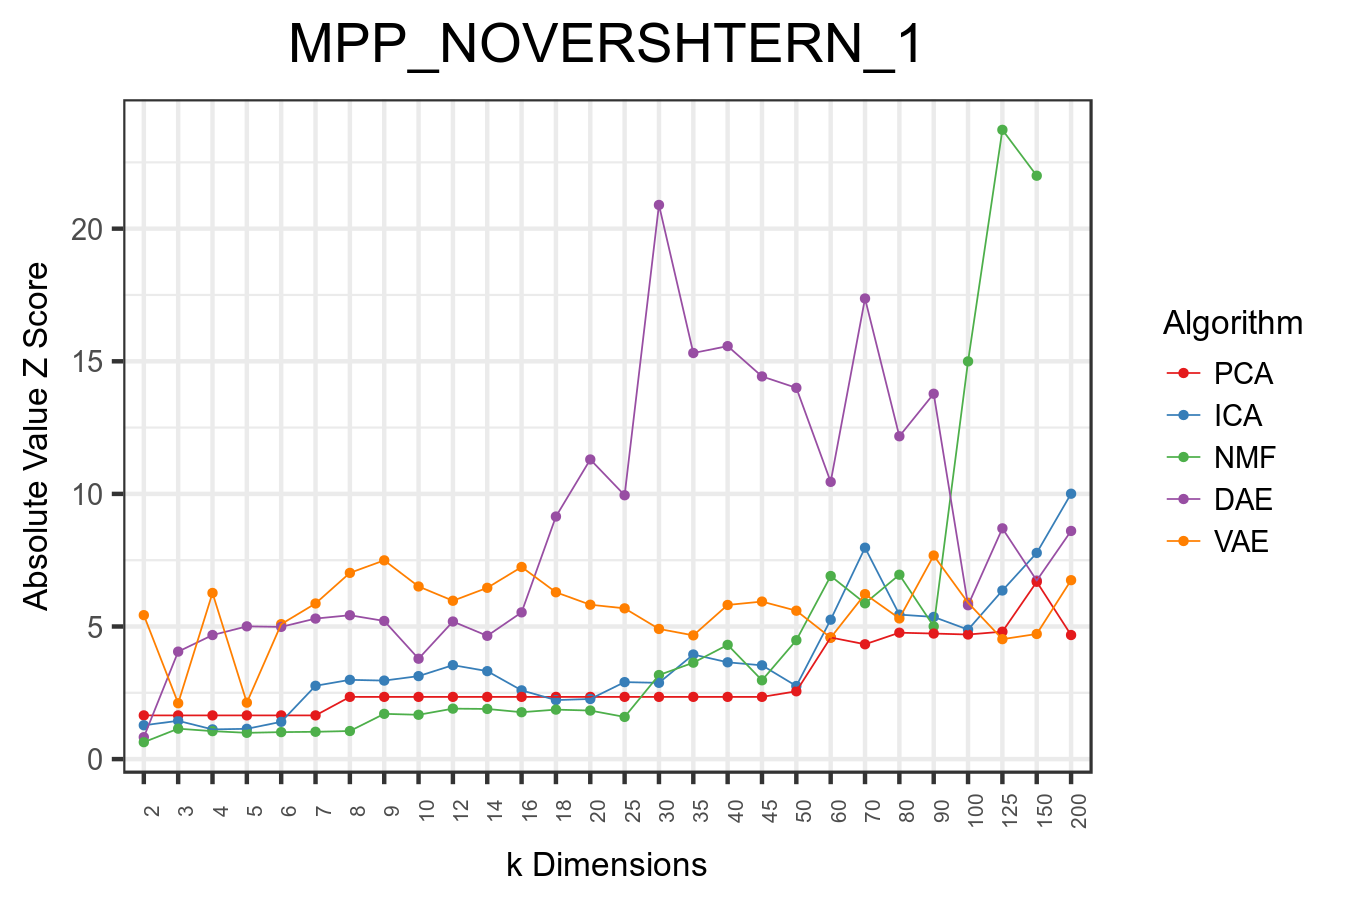 MPP_NOVERSHTERN_1
Absolute Value Z Score
20
15
10
5
0
2 3 4 5 6 7 8 9 10 12 14 16 18 20 25 30 35 40 45 50 60 70 80 90 100 125 150 200
k Dimensions
Algorithm
PCA
ICA
NMF
DAE
VAE